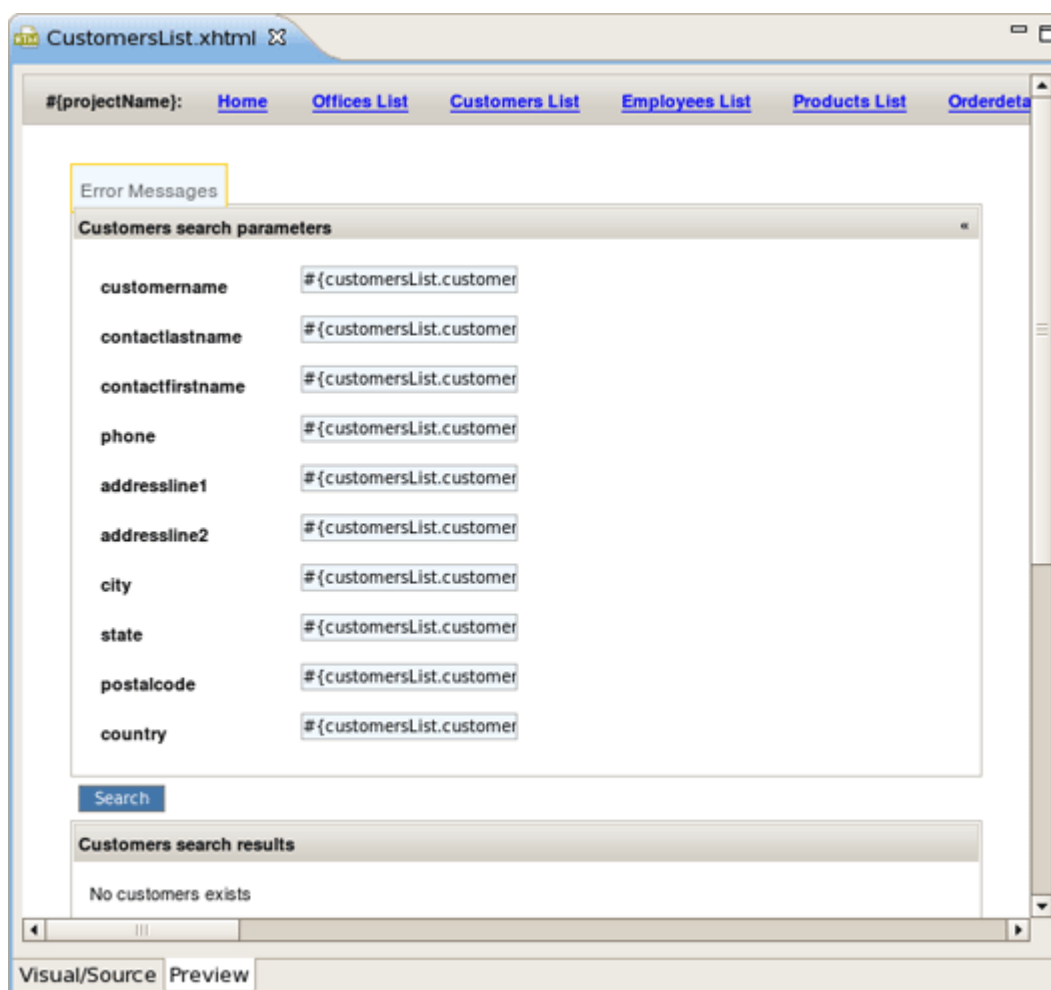 CustomersList.xhtml
#{projectName}: Home Offices List Customers List Employees List Products List Orderdeta
Error Messages
Customers search parameters «
customername #{customersList.customer
contactlastname #{customersList.customer
contactfirstname #{customersList.customer
phone #{customersList.customer
addressline1 #{customersList.customer
addressline2 #{customersList.customer
city #{customersList.customer
state #{customersList.customer
postalcode #{customersList.customer
country #{customersList.customer
Search
Customers search results
No customers exists
Visual/Source Preview